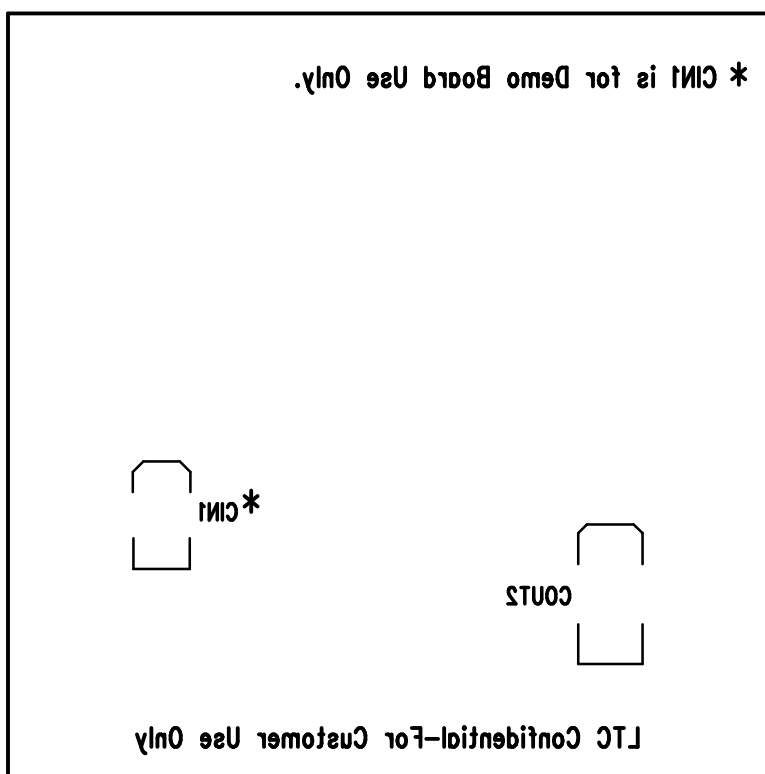 * CIN1 is for Demo Board Use Only.
*CIN1
COUT2
LTC Confidential-For Customer Use Only